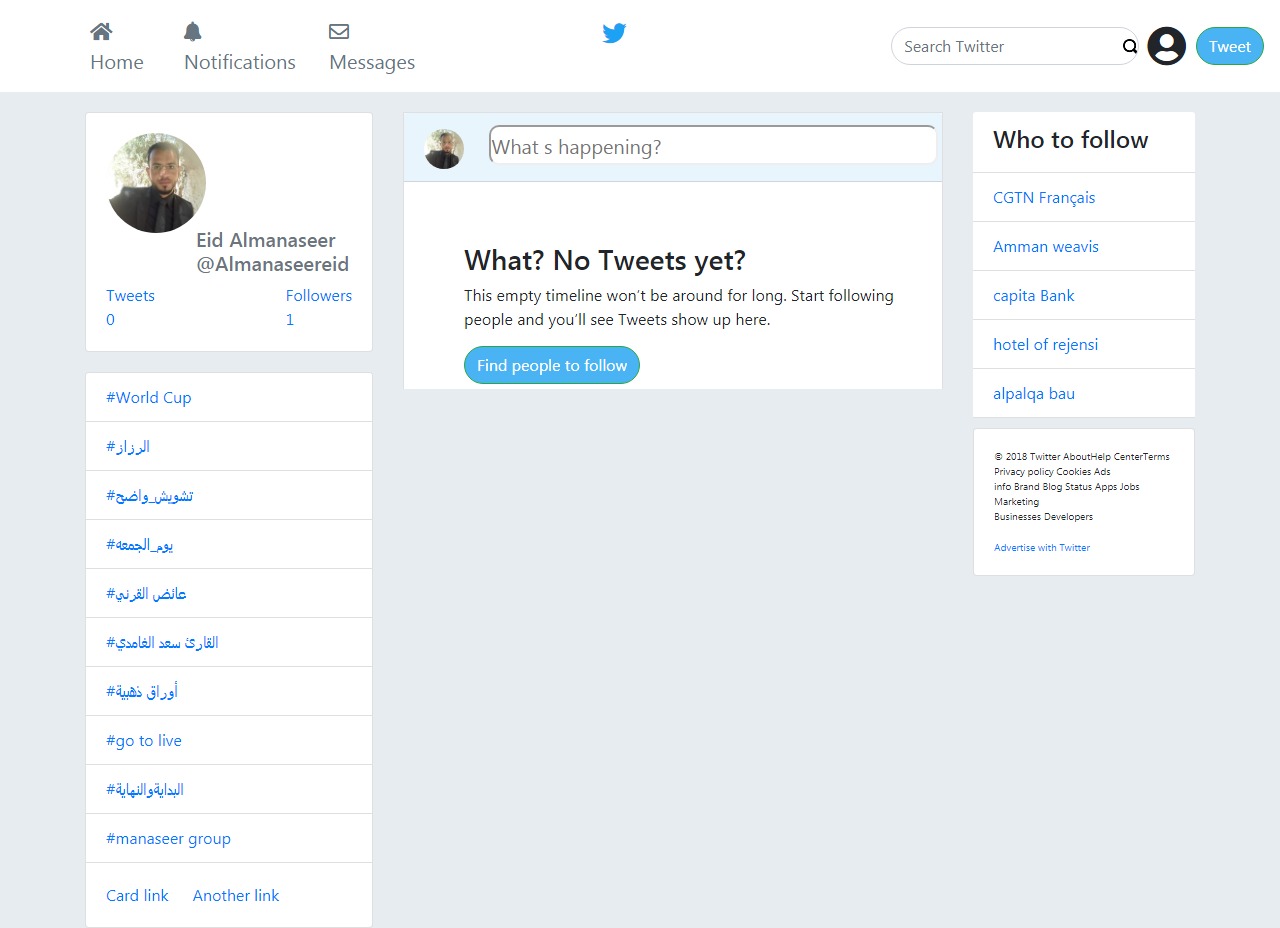 Home
Notifications
Messages
Search Twitter
Tweet
Eid Almanaseer
@Almanaseereid
Tweets
0
Followers
1
#World Cup
#الرزاز
#تشويش_واضح
#يوم_الجمعه
#عائض القرني
#القارئ سعد الغامدي
#أوراق ذهبية
#go to live
#البدايةوالنهاية
#manaseer group
Card link Another link
What s happening?
What? No Tweets yet?
This empty timeline won’t be around for long. Start following
people and you’ll see Tweets show up here.
Find people to follow
Who to follow
CGTN Français
Amman weavis
capita Bank
hotel of rejensi
alpalqa bau
© 2018 Twitter AboutHelp CenterTerms
Privacy policy Cookies Ads
info Brand Blog Status Apps Jobs
Marketing
Businesses Developers
Advertise with Twitter